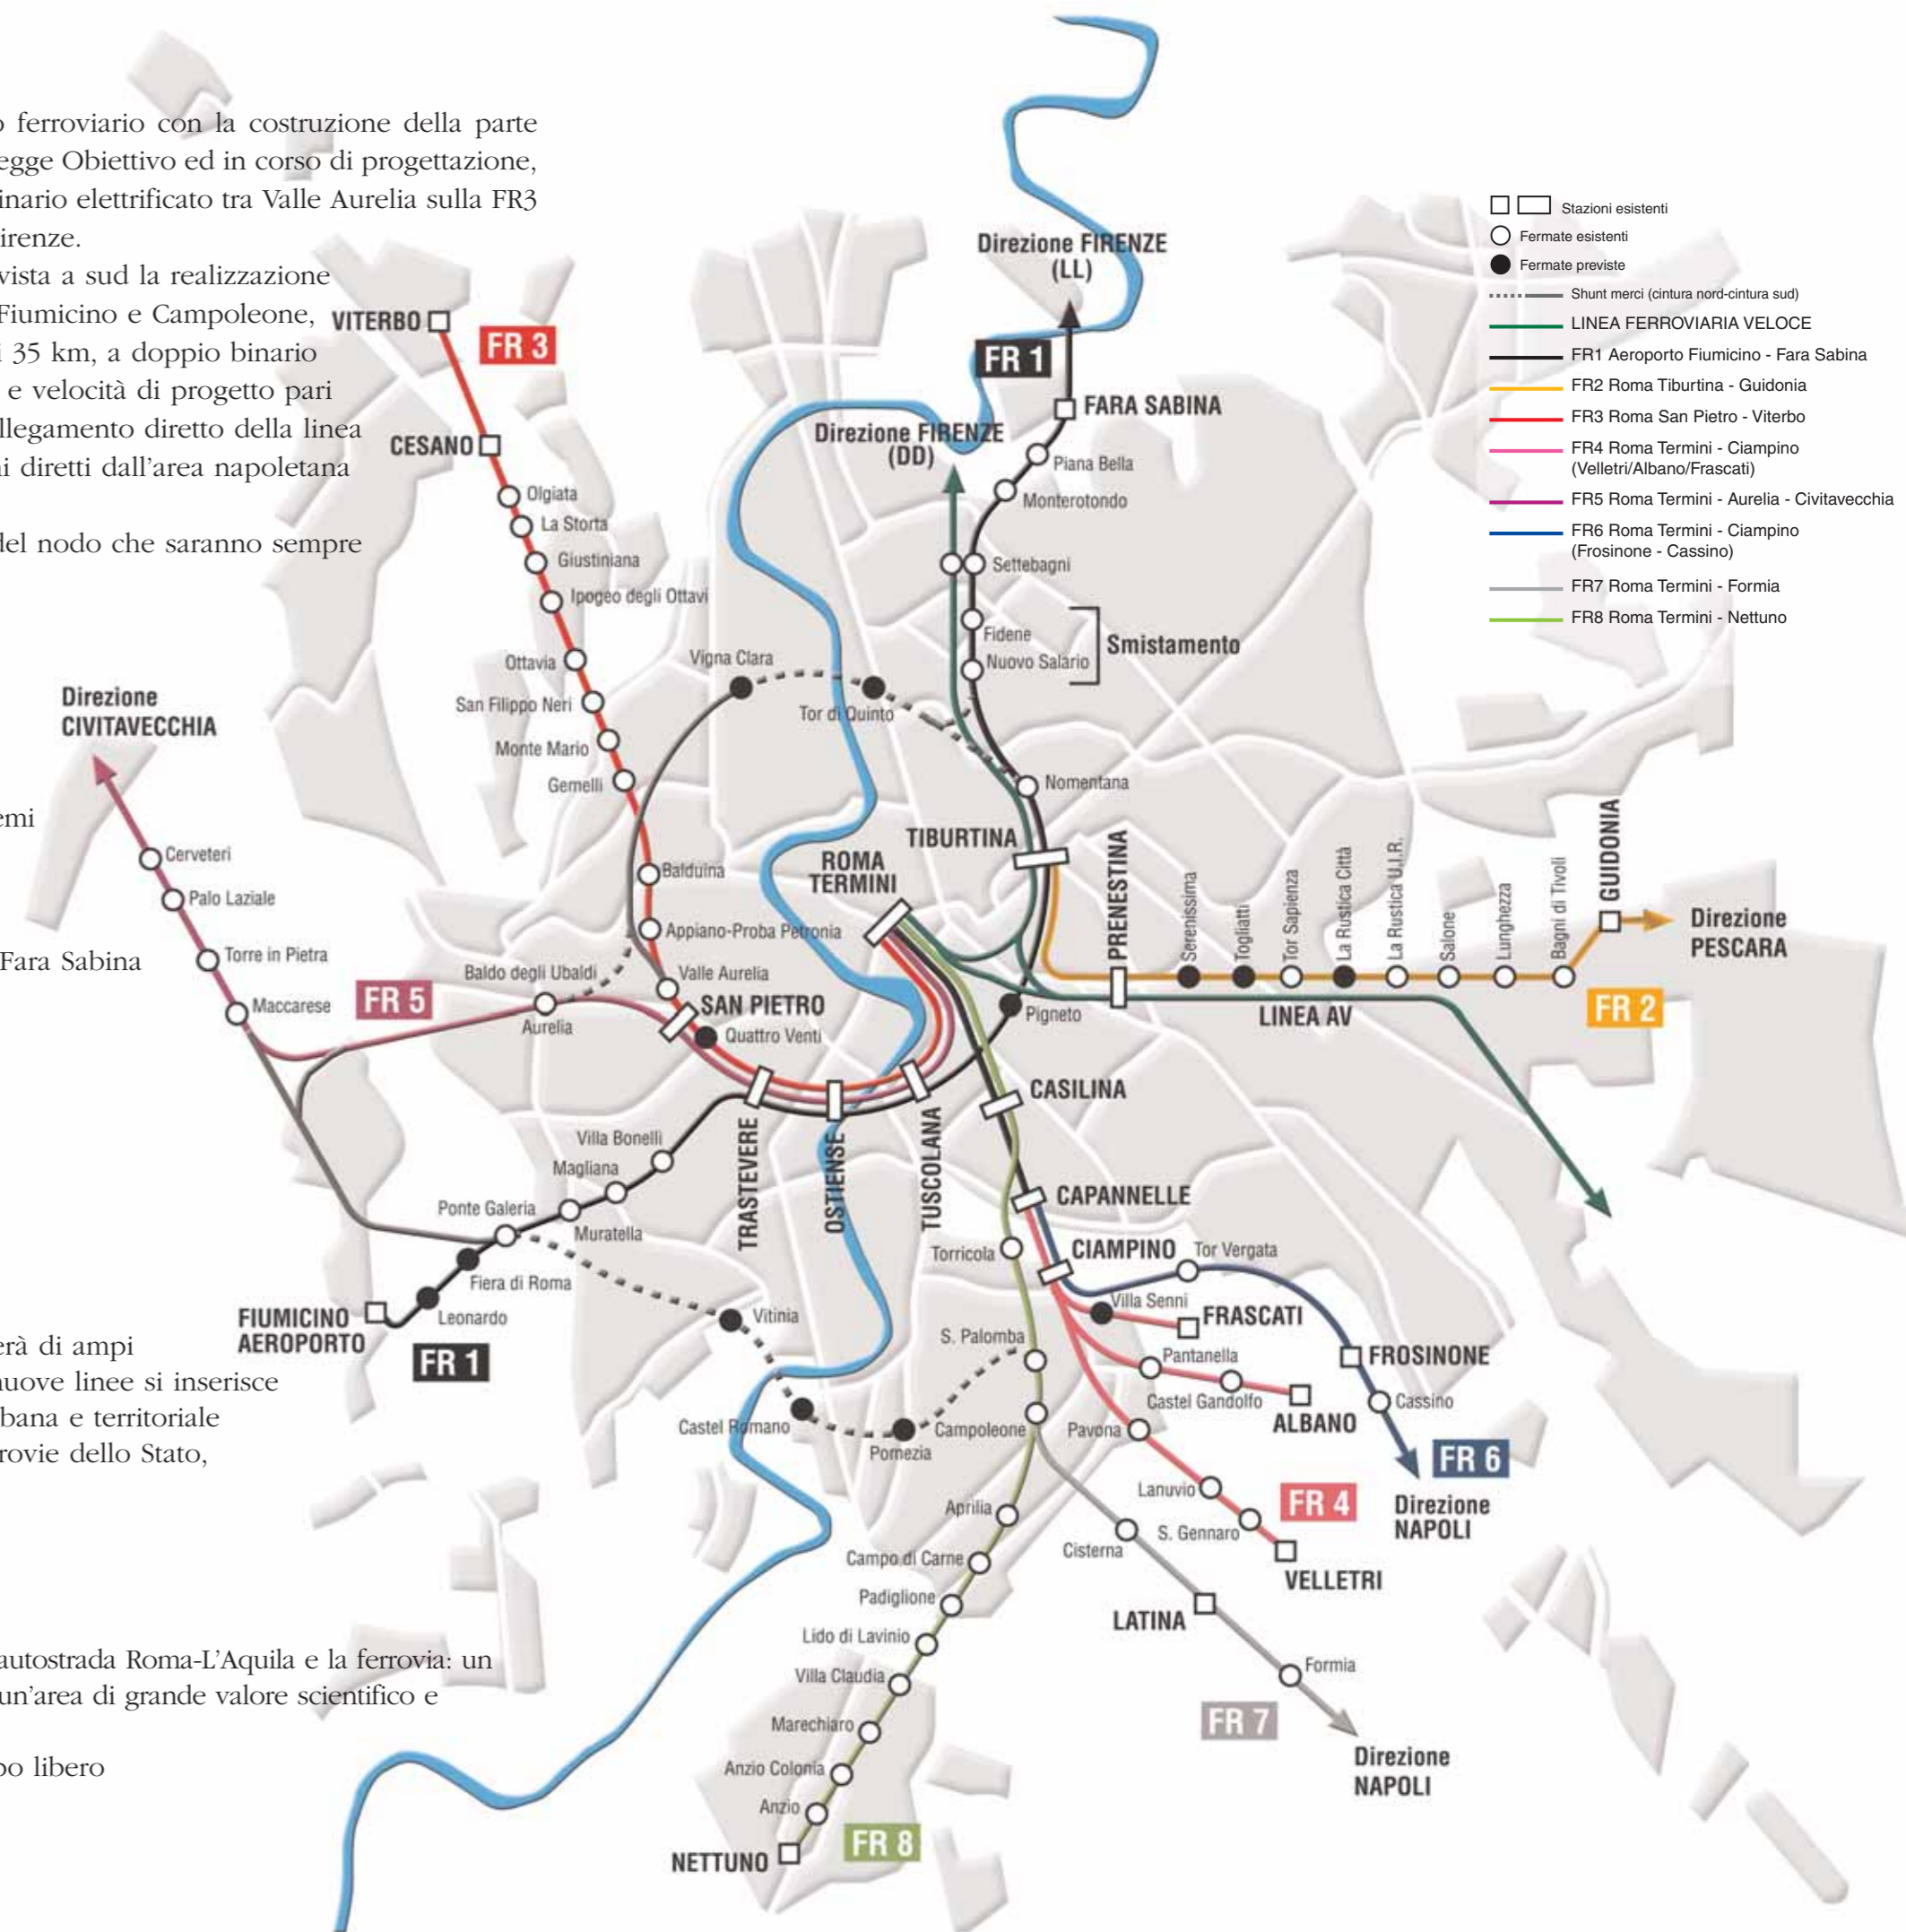 o ferroviario con la costruzione della parte
egge Obiettivo ed in corso di progettazione,
inario elettrificato tra Valle Aurelia sulla FR3
irenze.
vista a sud la realizzazione
Fiumicino e Campoleone,
i 35 km, a doppio binario
e velocità di progetto pari
llegamento diretto della linea
ni diretti dall'area napoletana
del nodo che saranno sempre
emi
Fara Sabina
erà di ampi
nuove linee si inserisce
bana e territoriale
rrovie dello Stato,
autostrada Roma-L'Aquila e la ferrovia: un
un'area di grande valore scientifico e
po libero
Stazioni esistenti
Fermate esistenti
Fermate previste
Shunt merci (cintura nord-cintura sud)
LINEA FERROVIARIA VELOCE
FR1 Aeroporto Fiumicino - Fara Sabina
FR2 Roma Tiburtina - Guidonia
FR3 Roma San Pietro - Viterbo
FR4 Roma Termini - Ciampino
(Velletri/Albano/Frascati)
FR5 Roma Termini - Aurelia - Civitavecchia
FR6 Roma Termini - Ciampino
(Frosinone - Cassino)
FR7 Roma Termini - Formia
FR8 Roma Termini - Nettuno
Direzione FIRENZE
(LL)
FR 1
FARA SABINA
Direzione FIRENZE
(DD)
Piana Bella
Monterotondo
Settebagni
Fidene
Nuovo Salario
Smistamento
Nomentana
TIBURTINA
VITERBO
FR 3
CESANO
Olgiata
La Storta
Giustiniana
Ipogeo degli Ottavi
Ottavia
San Filippo Neri
Monte Mario
Gemelli
Balduina
Appiano-Proba Petronia
Valle Aurelia
SAN PIETRO
Quattro Venti
Vigna Clara
Tor di Quinto
ROMA
TERMINI
Direzione
CIVITAVECCHIA
Cerveteri
Palo Laziale
Torre in Pietra
Maccarese
FR 5
Baldo degli Ubaldi
Aurelia
PRENESTINA
Serenissima
Togliatti
Tor Sapienza
La Rustica Città
La Rustica U.I.R.
Salone
Lunghezza
Bagni di Tivoli
GUIDONIA
Direzione
PESCARA
FR 2
LINEA AV
Pigneto
CASILINA
TRASTEVERE
OSTIENSE
TUSCOLANA
Villa Bonelli
Magliana
Muratella
Ponte Galeria
Fiera di Roma
Leonardo
FIUMICINO
AEROPORTO
FR 1
Vitinia
Castel Romano
Pomezia
CAPANNELLE
CIAMPINO
Tor Vergata
Torricola
Villa Senni
FRASCATI
S. Palomba
Pantanella
Castel Gandolfo
ALBANO
FROSINONE
Cassino
FR 6
Direzione
NAPOLI
Campoleone
Pavona
Lanuvio
S. Gennaro
FR 4
VELLETRI
Aprilia
Cisterna
Campo di Carne
Padiglione
LATINA
Lido di Lavinio
Formia
Villa Claudia
FR 7
Marechiaro
Direzione
NAPOLI
Anzio Colonia
Anzio
FR 8
NETTUNO